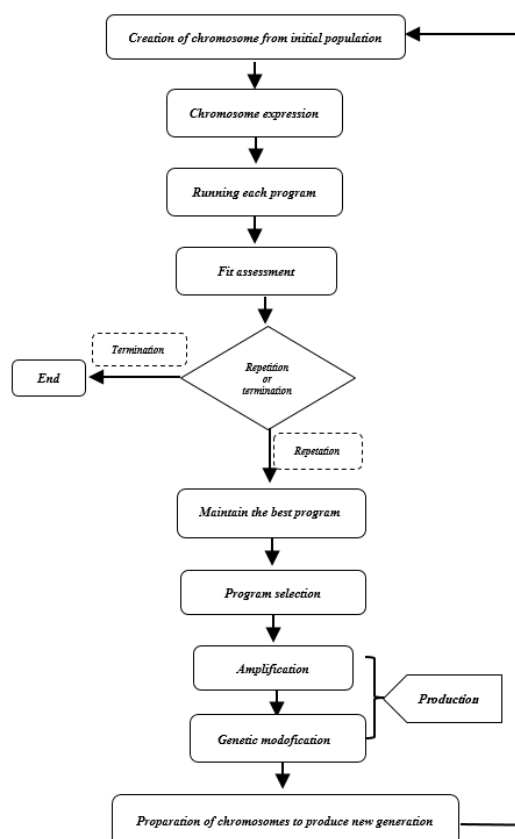 Creation of chromosome from initial population
Chromosome expression
Running each program
Fit assessment
Termination
End
Repetition
or
termination
Repetation
Maintain the best program
Program selection
Amplification
Production
Genetic modofication
Proparation of chromosomes to produce new generation